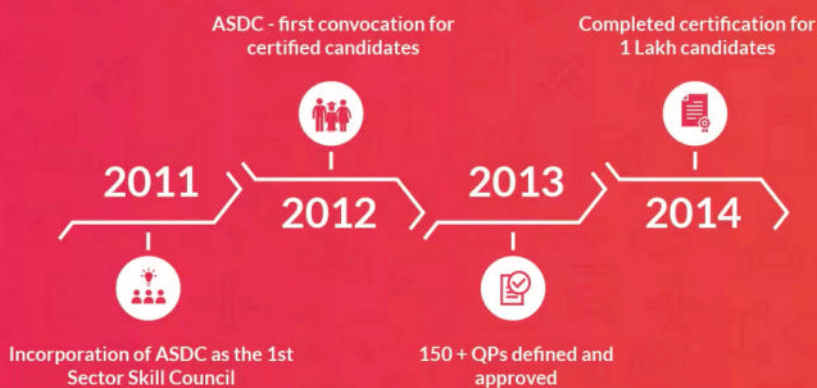 ASDC - first convocation for
certified candidates
Completed certification for
1 Lakh candidates
2011
2012
2013
2014
Incorporation of ASDC as the 1st
Sector Skill Council
150 + QPs defined and
approved